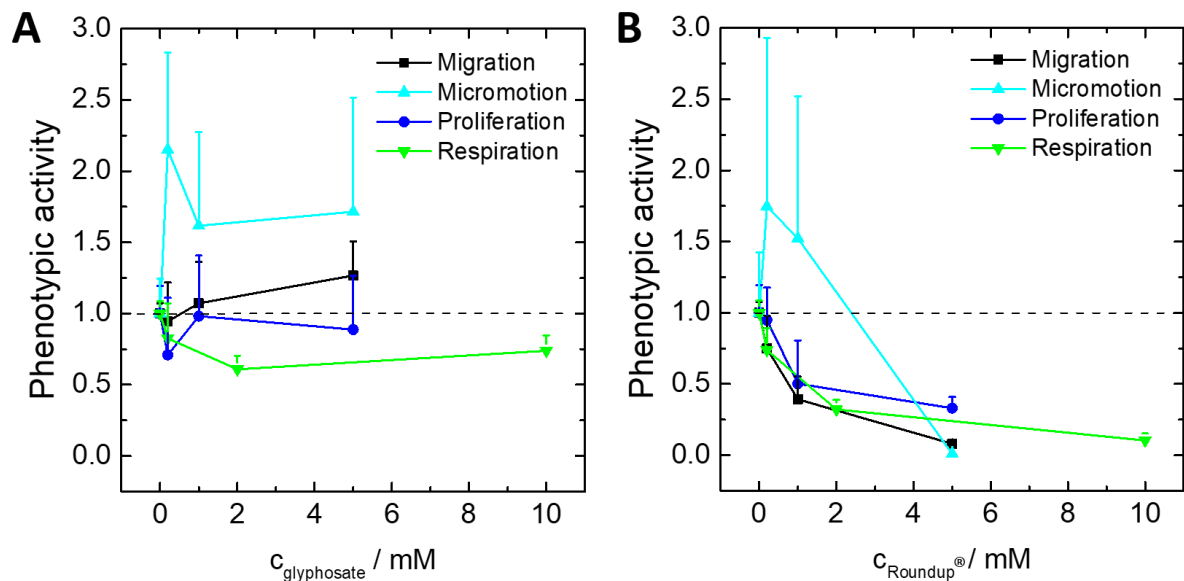 A
Phenotypic activity
3.0
2.5
2.0
1.5
1.0
0.5
0.0
Migration
Micromotion
Proliferation
Respiration
0 2 4 6 8 10
c_glyphosate / mM
B
Phenotypic activity
3.0
2.5
2.0
1.5
1.0
0.5
0.0
Migration
Micromotion
Proliferation
Respiration
0 2 4 6 8 10
c_Roundup® / mM